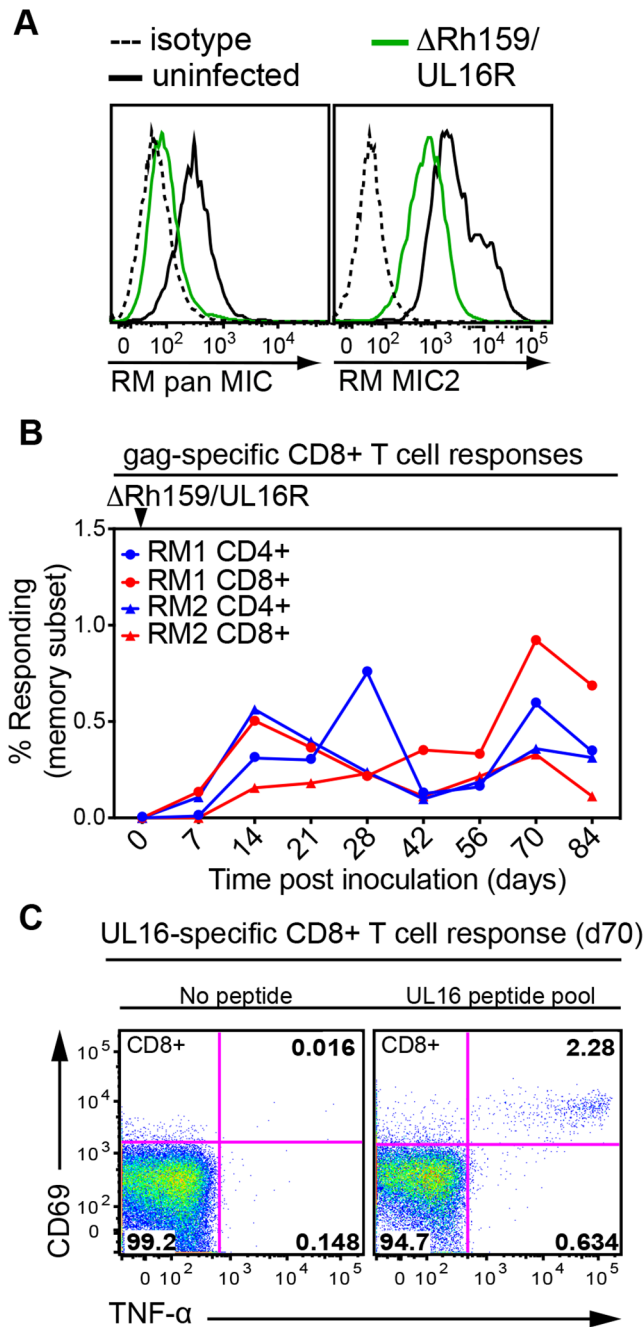 A
isotype
uninfected
ΔRh159/
UL16R
0 10² 10³ 10⁴
0 10² 10³ 10⁴ 10⁵
RM pan MIC
RM MIC2
B
gag-specific CD8+ T cell responses
ΔRh159/UL16R
1.5
1.0
0.5
0.0
% Responding
(memory subset)
RM1 CD4+
RM1 CD8+
RM2 CD4+
RM2 CD8+
0 7 14 21 28 42 56 70 84
Time post inoculation (days)
C
UL16-specific CD8+ T cell response (d70)
No peptide
UL16 peptide pool
CD8+ 0.016
99.2 0.148
CD8+ 2.28
94.7 0.634
10⁵
10⁴
10³
10²
0
10⁵
10⁴
10³
10²
0
CD69
0 10² 10³ 10⁴ 10⁵
0 10² 10³ 10⁴ 10⁵
TNF-α